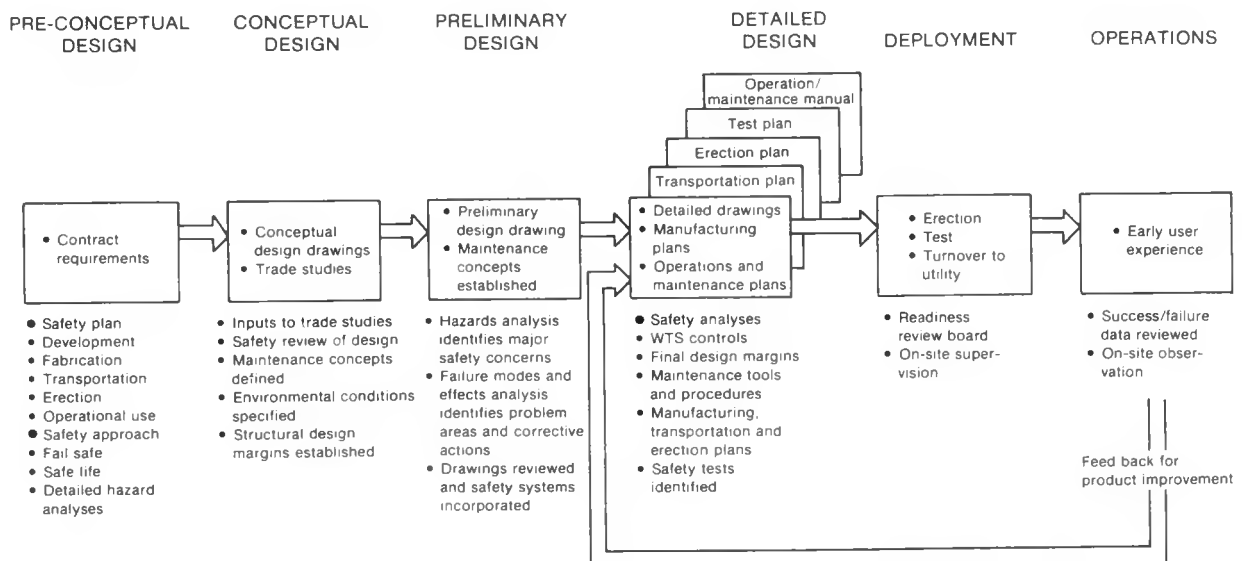 PRE-CONCEPTUAL
DESIGN
CONCEPTUAL
DESIGN
PRELIMINARY
DESIGN
DETAILED
DESIGN
DEPLOYMENT
OPERATIONS
Operation/
maintenance manual
Test plan
Erection plan
Transportation plan
• Contract
requirements
• Conceptual
design drawings
• Trade studies
• Preliminary
design drawing
• Maintenance
concepts
established
• Detailed drawings
• Manufacturing
plans
• Operations and
maintenance plans
• Erection
• Test
• Turnover to
utility
• Early user
experience
● Safety plan
• Development
• Fabrication
• Transportation
• Erection
• Operational use
● Safety approach
• Fail safe
• Safe life
• Detailed hazard
analyses
• Inputs to trade studies
• Safety review of design
• Maintenance concepts
defined
• Environmental conditions
specified
• Structural design
margins established
• Hazards analysis
identifies major
safety concerns
• Failure modes and
effects analysis
identifies problem
areas and corrective
actions
• Drawings reviewed
and safety systems
incorporated
● Safety analyses
• WTS controls
• Final design margins
• Maintenance tools
and procedures
• Manufacturing,
transportation and
erection plans
• Safety tests
identified
• Readiness
review board
• On-site super-
vision
• Success/failure
data reviewed
• On-site obser-
vation
Feed back for
product improvement